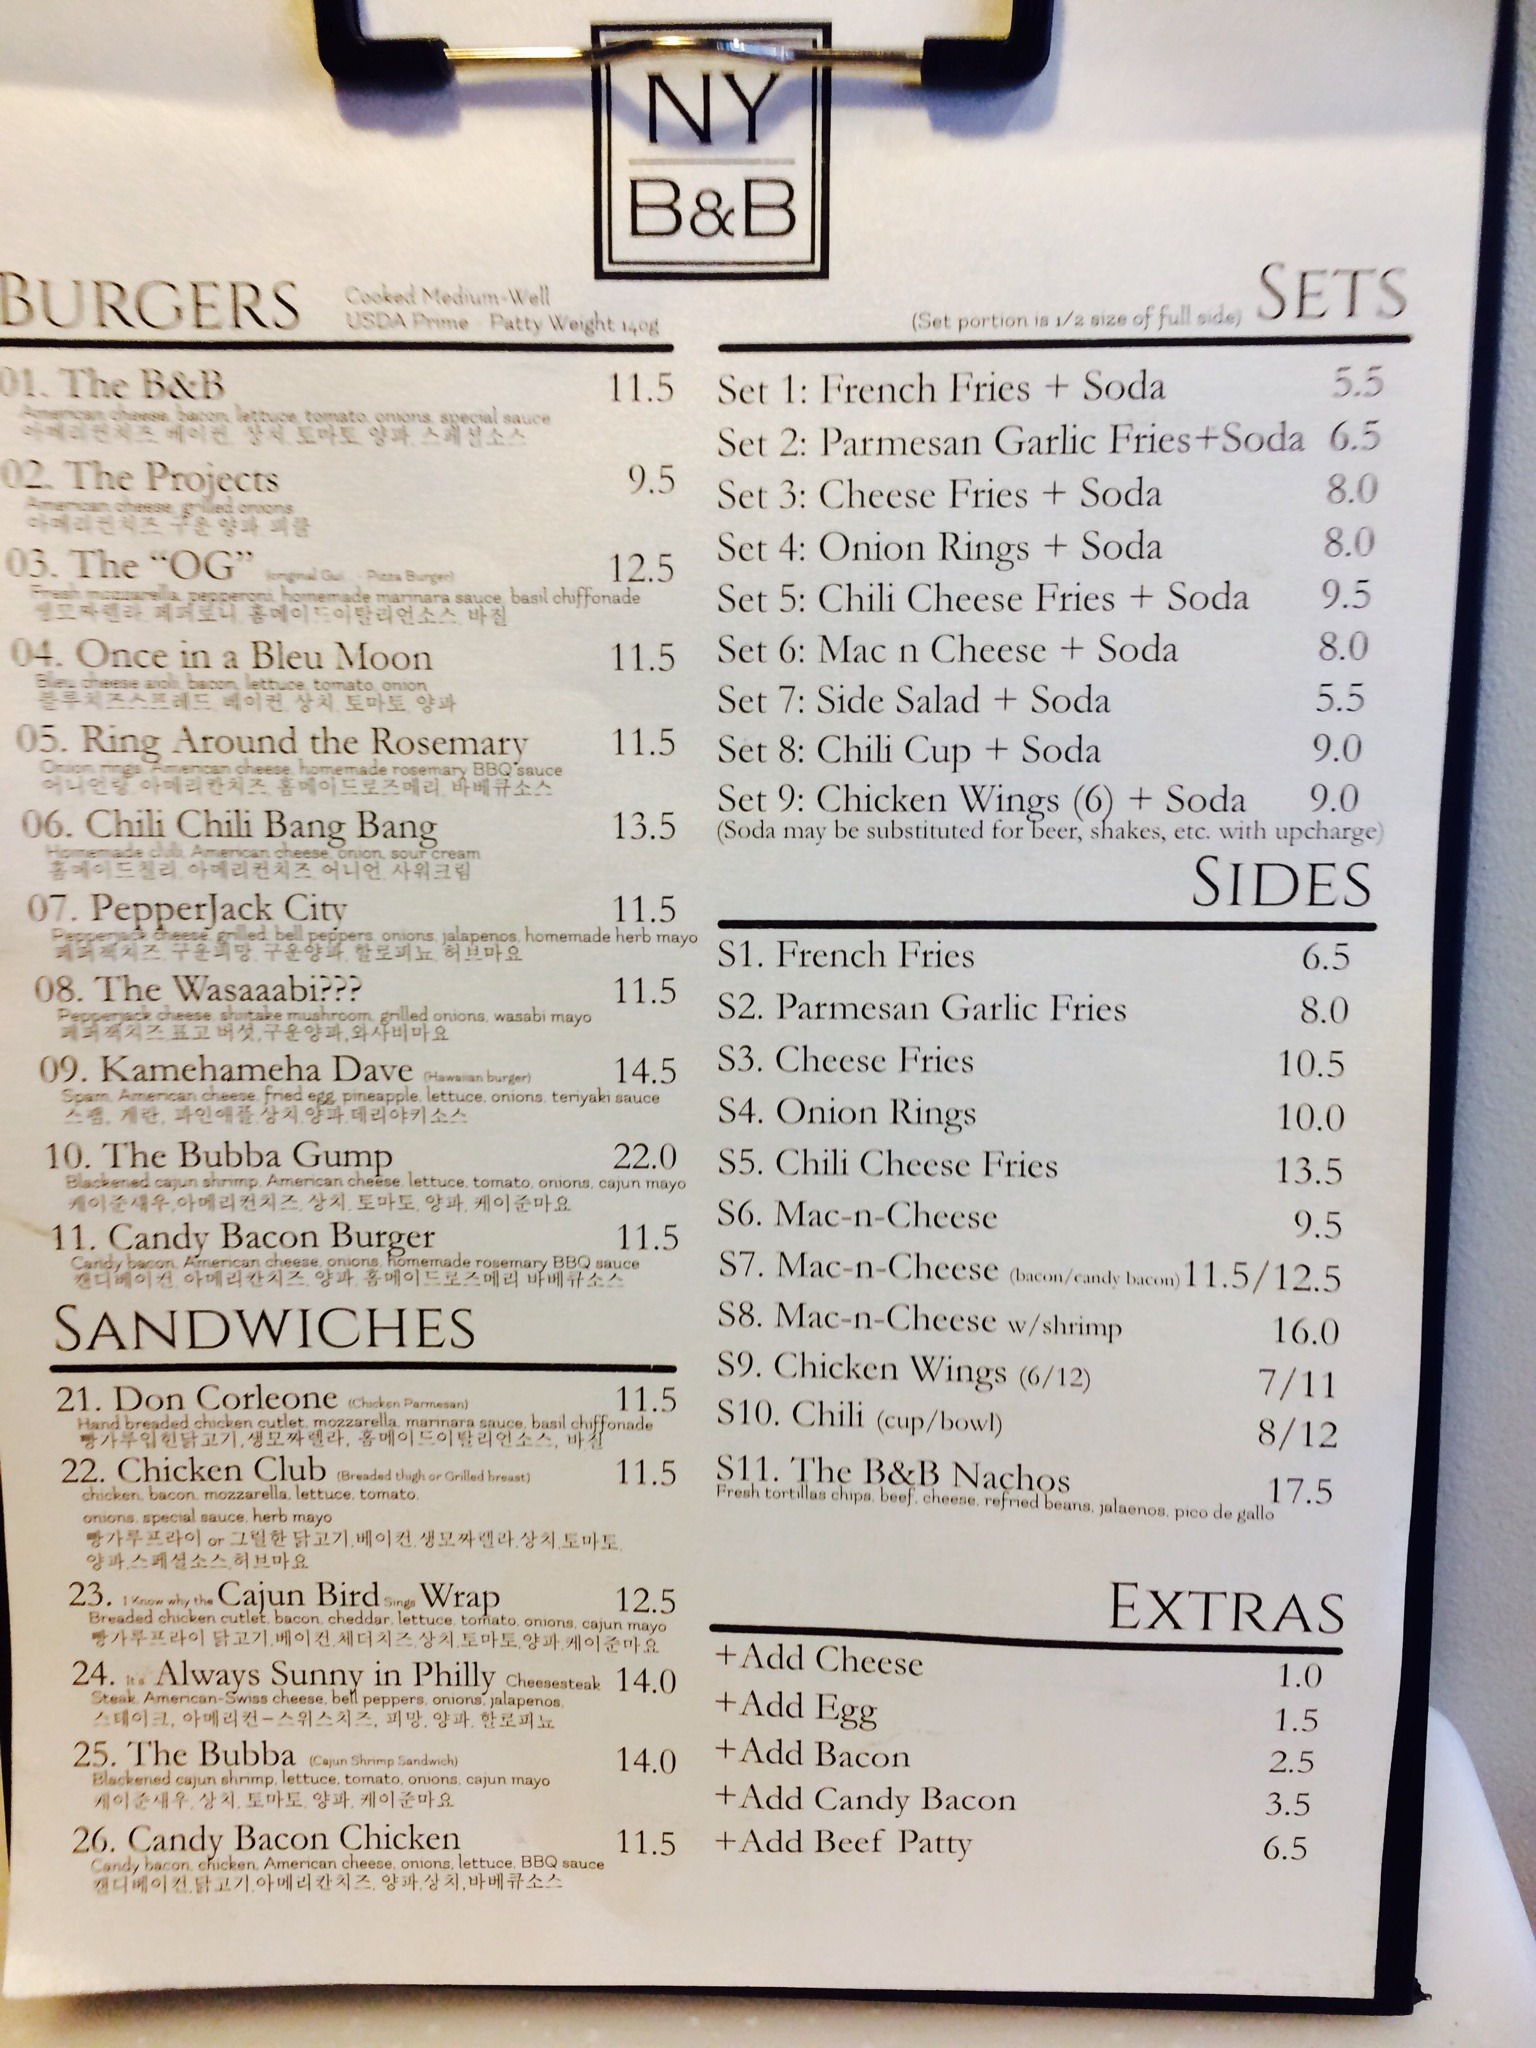 NY
B&B
BURGERS
Cooked Medium-Well
USDA Prime Patty Weight 140g
01. The B&B 11.5
American cheese, bacon, lettuce, tomato, onions, special sauce
아메리컨치즈, 베이컨, 상치, 토마토, 양파, 스페셜소스
02. The Projects 9.5
American cheese, grilled onions
아메리컨치즈, 구운 양파, 피클
03. The “OG” (original Gui Pizza Burger) 12.5
Fresh mozzarella, pepperoni, homemade marinara sauce, basil chiffonade
생모짜렐라, 페퍼로니, 홈메이드이탈리언소스, 바질
04. Once in a Bleu Moon 11.5
Bleu cheese aioli, bacon, lettuce, tomato, onion
블루치즈스프레드, 베이컨, 상치, 토마토, 양파
05. Ring Around the Rosemary 11.5
Onion rings, American cheese, homemade rosemary BBQ sauce
어니언링, 아메리칸치즈, 홈메이드로즈메리, 바베큐소스
06. Chili Chili Bang Bang 13.5
Homemade chili, American cheese, onion, sour cream
홈메이드칠리, 아메리컨치즈, 어니언, 사워크림
07. PepperJack City 11.5
Pepperjack cheese, grilled, bell peppers, onions, jalapenos, homemade herb mayo
페퍼잭치즈, 구운피망, 구운양파, 할로피뇨, 허브마요
08. The Wasaaabi??? 11.5
Pepperjack cheese, shiitake mushroom, grilled onions, wasabi mayo
페퍼잭치즈,표고 버섯,구운양파,와사비마요
09. Kamehameha Dave (Hawaiian burger) 14.5
Spam, American cheese, fried egg, pineapple, lettuce, onions, teriyaki sauce
스팸, 계란, 파인애플,상치,양파,데리야키소스
10. The Bubba Gump 22.0
Blackened cajun shrimp, American cheese, lettuce, tomato, onions, cajun mayo
케이준새우,아메리컨치즈, 상치, 토마토, 양파, 케이준마요
11. Candy Bacon Burger 11.5
Candy bacon, American cheese, onions, homemade rosemary BBQ sauce
캔디베이컨, 아메리칸치즈, 양파, 홈메이드로즈메리 바베큐소스
SANDWICHES
21. Don Corleone (Chicken Parmesan) 11.5
Hand breaded chicken cutlet, mozzarella, marinara sauce, basil chiffonade
빵가루입힌닭고기,생모짜렐라, 홈메이드이탈리언소스, 바질
22. Chicken Club (Breaded thigh or Grilled breast) 11.5
chicken, bacon, mozzarella, lettuce, tomato,
onions, special sauce, herb mayo
빵가루프라이 or 그릴한 닭고기,베이컨,생모짜렐라,상치,토마토,
양파,스페셜소스,허브마요
23. I Know why the Cajun Bird Sings Wrap 12.5
Breaded chicken cutlet, bacon, cheddar, lettuce, tomato, onions, cajun mayo
빵가루프라이 닭고기,베이컨,체더치즈,상치,토마토,양파,케이준마요
24. It's Always Sunny in Philly Cheesesteak 14.0
Steak, American-Swiss cheese, bell peppers, onions, jalapenos,
스테이크, 아메리컨-스위스치즈, 피망, 양파, 할로피뇨
25. The Bubba (Cajun Shrimp Sandwich) 14.0
Blackened cajun shrimp, lettuce, tomato, onions, cajun mayo
케이준새우, 상치, 토마토, 양파, 케이준마요
26. Candy Bacon Chicken 11.5
Candy bacon, chicken, American cheese, onions, lettuce, BBQ sauce
캔디베이컨,닭고기,아메리칸치즈, 양파,상치,바베큐소스
(Set portion is 1/2 size of full side) SETS
Set 1: French Fries + Soda 5.5
Set 2: Parmesan Garlic Fries+Soda 6.5
Set 3: Cheese Fries + Soda 8.0
Set 4: Onion Rings + Soda 8.0
Set 5: Chili Cheese Fries + Soda 9.5
Set 6: Mac n Cheese + Soda 8.0
Set 7: Side Salad + Soda 5.5
Set 8: Chili Cup + Soda 9.0
Set 9: Chicken Wings (6) + Soda 9.0
(Soda may be substituted for beer, shakes, etc. with upcharge)
SIDES
S1. French Fries 6.5
S2. Parmesan Garlic Fries 8.0
S3. Cheese Fries 10.5
S4. Onion Rings 10.0
S5. Chili Cheese Fries 13.5
S6. Mac-n-Cheese 9.5
S7. Mac-n-Cheese (bacon/candy bacon) 11.5/12.5
S8. Mac-n-Cheese w/shrimp 16.0
S9. Chicken Wings (6/12) 7/11
S10. Chili (cup/bowl) 8/12
S11. The B&B Nachos 17.5
Fresh tortillas chips, beef, cheese, refried beans, jalaenos, pico de gallo
EXTRAS
+Add Cheese 1.0
+Add Egg 1.5
+Add Bacon 2.5
+Add Candy Bacon 3.5
+Add Beef Patty 6.5